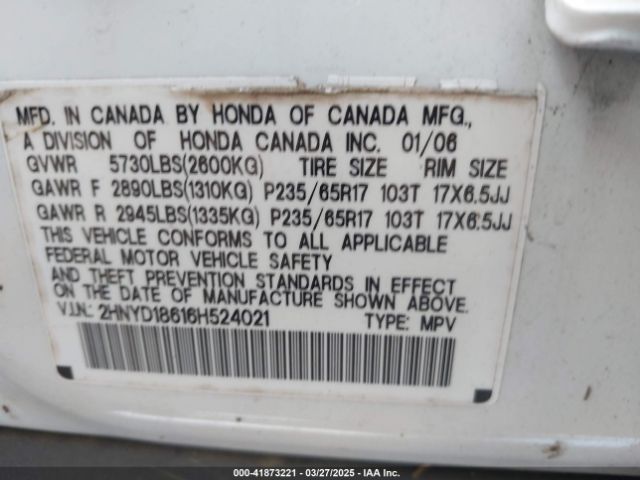 MFD. IN CANADA BY HONDA OF CANADA MFG.,
A DIVISION OF HONDA CANADA INC. 01/06
GVWR 5730LBS(2600KG) TIRE SIZE RIM SIZE
GAWR F 2890LBS(1310KG) P235/65R17 103T 17X6.5JJ
GAWR R 2945LBS(1335KG) P235/65R17 103T 17X6.5JJ
THIS VEHICLE CONFORMS TO ALL APPLICABLE
FEDERAL MOTOR VEHICLE SAFETY
AND THEFT PREVENTION STANDARDS IN EFFECT
ON THE DATE OF MANUFACTURE SHOWN ABOVE.
V.I.N.: 2HNYD18616H524021 TYPE: MPV
000-41873221 | 03/27/2025 | IAAI.com